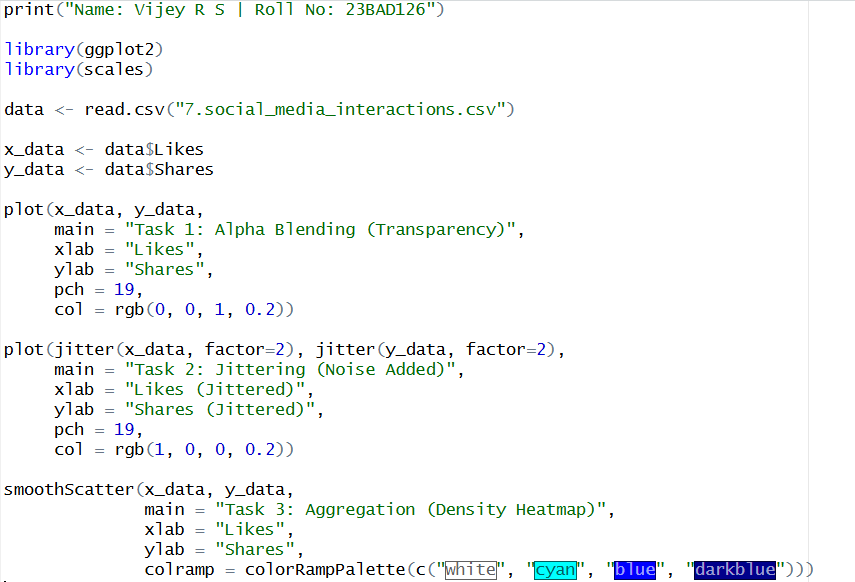 print("Name: Vijey R S | Roll No: 23BAD126")
library(ggplot2)
library(scales)
data <- read.csv("7.social_media_interactions.csv")
x_data <- data$Likes
y_data <- data$Shares
plot(x_data, y_data,
     main = "Task 1: Alpha Blending (Transparency)",
     xlab = "Likes",
     ylab = "Shares",
     pch = 19,
     col = rgb(0, 0, 1, 0.2))
plot(jitter(x_data, factor=2), jitter(y_data, factor=2),
     main = "Task 2: Jittering (Noise Added)",
     xlab = "Likes (Jittered)",
     ylab = "Shares (Jittered)",
     pch = 19,
     col = rgb(1, 0, 0, 0.2))
smoothScatter(x_data, y_data,
              main = "Task 3: Aggregation (Density Heatmap)",
              xlab = "Likes",
              ylab = "Shares",
              colramp = colorRampPalette(c("white", "cyan", "blue", "darkblue")))